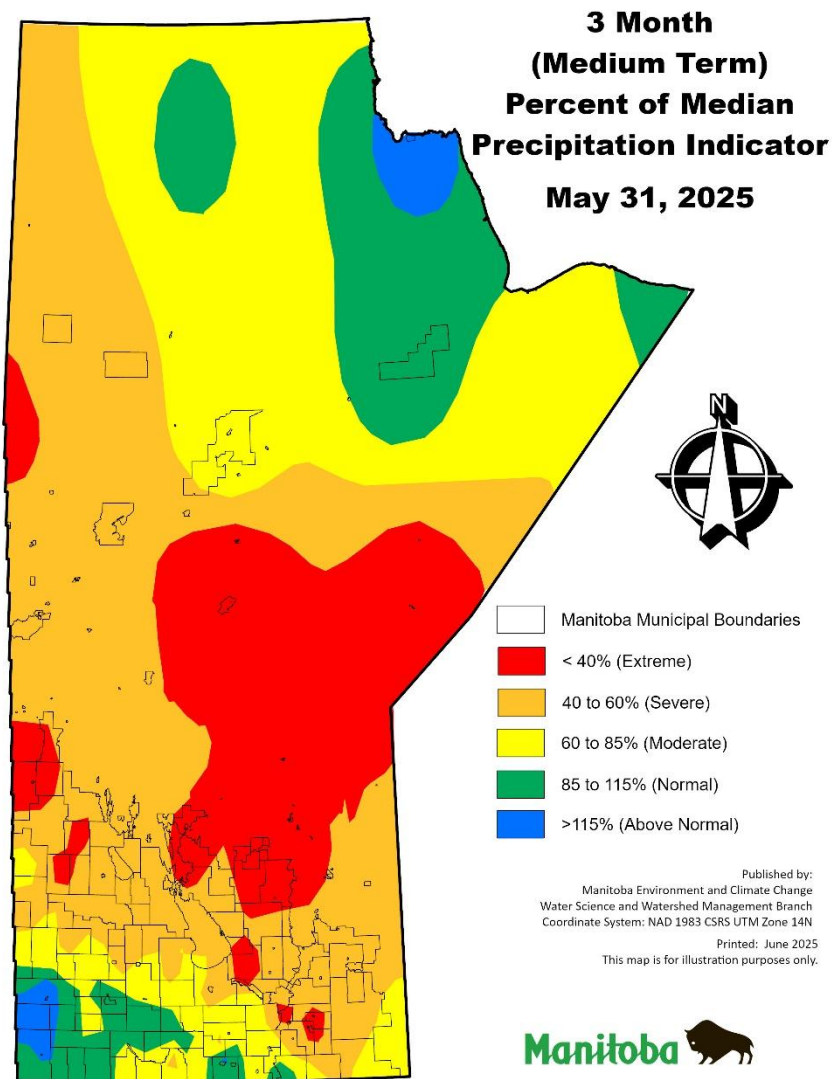 3 Month
(Medium Term)
Percent of Median
Precipitation Indicator
May 31, 2025
N
Manitoba Municipal Boundaries
< 40% (Extreme)
40 to 60% (Severe)
60 to 85% (Moderate)
85 to 115% (Normal)
>115% (Above Normal)
Published by:
Manitoba Environment and Climate Change
Water Science and Watershed Management Branch
Coordinate System: NAD 1983 CSRS UTM Zone 14N
Printed: June 2025
This map is for illustration purposes only.
Manitoba